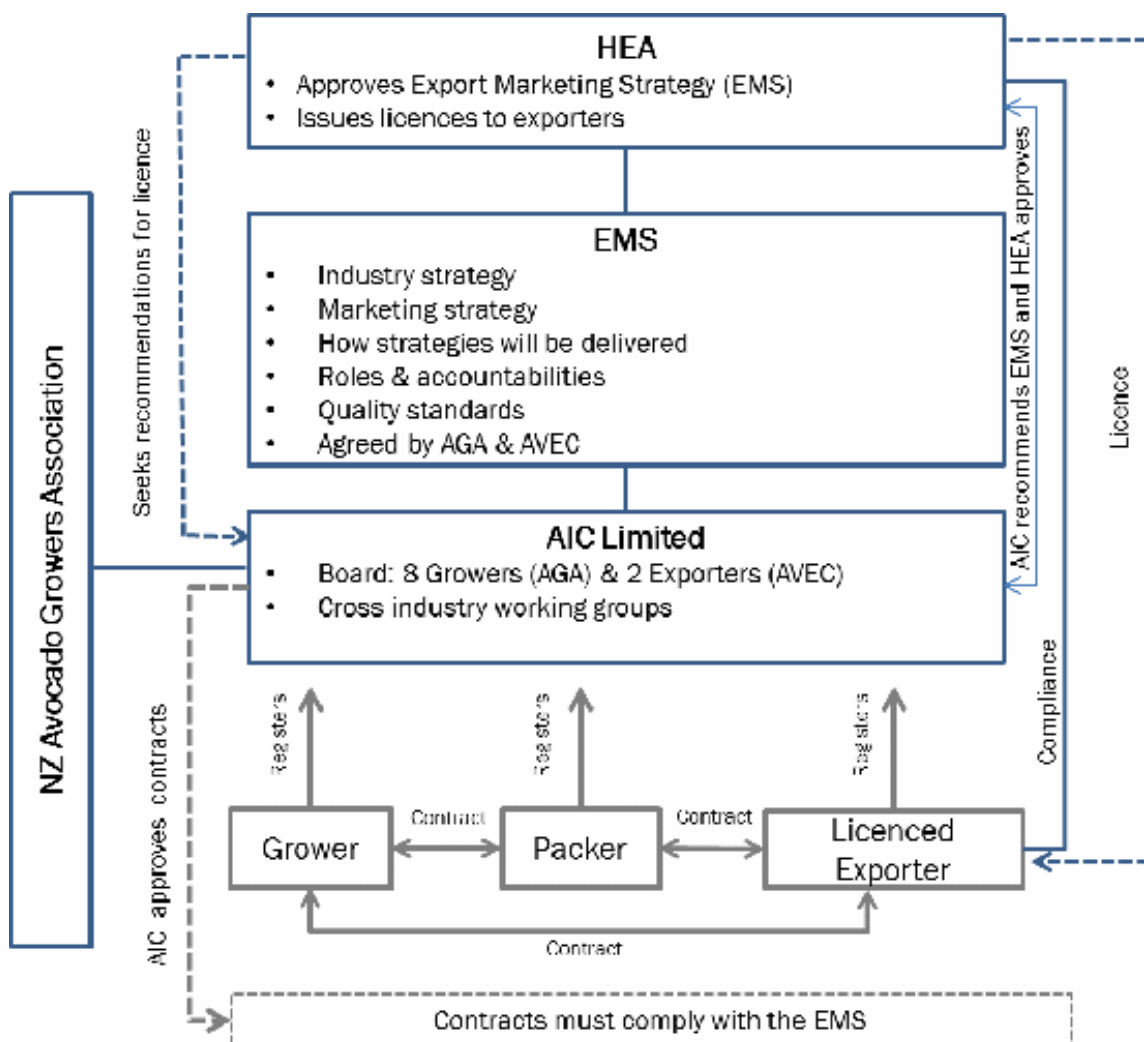 HEA
• Approves Export Marketing Strategy (EMS)
• Issues licences to exporters
Seeks recommendations for licence
NZ Avocado Growers Association
EMS
• Industry strategy
• Marketing strategy
• How strategies will be delivered
• Roles & accountabilities
• Quality standards
• Agreed by AGA & AVEC
AIC recommends EMS and HEA approves
Licence
AIC Limited
• Board: 8 Growers (AGA) & 2 Exporters (AVEC)
• Cross industry working groups
Compliance
Registers
Registers
Registers
AIC approves contracts
Grower
Contract
Packer
Contract
Licenced
Exporter
Contract
Contracts must comply with the EMS